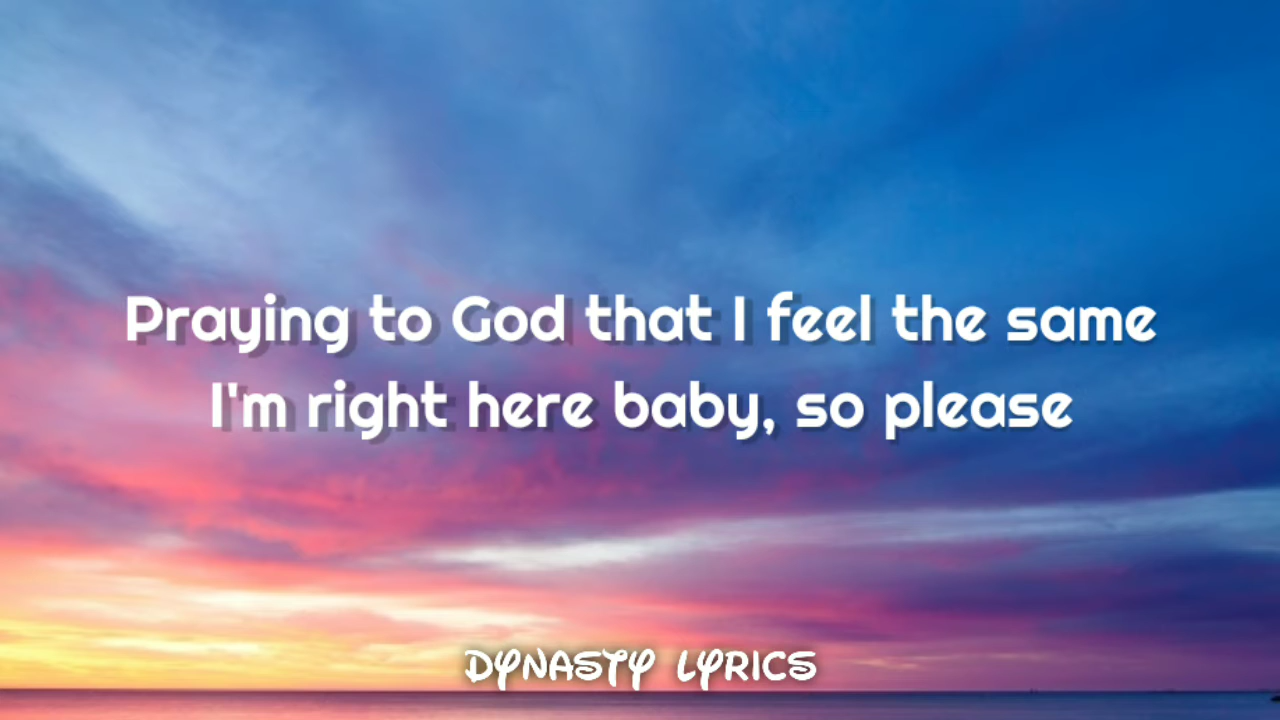 Praying to God that I feel the same
I'm right here baby, so please
DYNASTY LYRICS